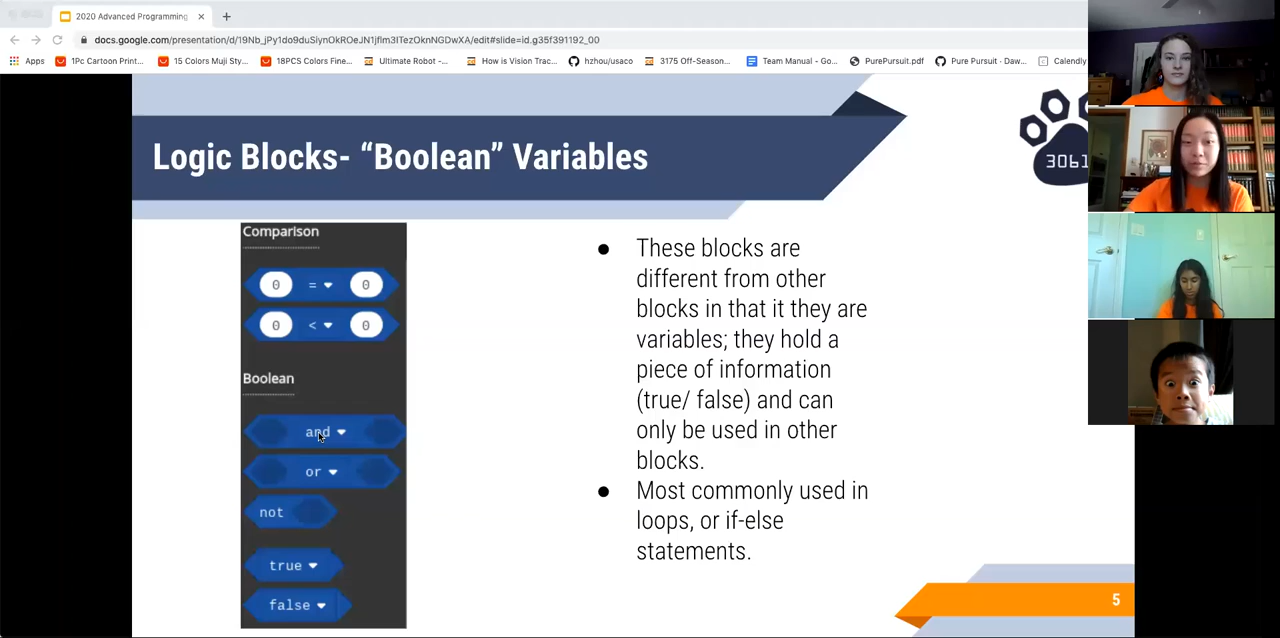 2020 Advanced Programming
docs.google.com/presentation/d/19Nb_jPy1do9duSiynOkROeJN1jflm3ITezOknNGDwXA/edit#slide=id.g35f391192_00
Apps 1Pc Cartoon Print... 15 Colors Muji Sty... 18PCS Colors Fine... Ultimate Robot -... How is Vision Trac... hzhou/usaco 3175 Off-Season... Team Manual - Go... PurePursuit.pdf Pure Pursuit - Daw... Calendly
Logic Blocks- “Boolean” Variables
3061
Comparison
0 = 0
0 < 0
Boolean
and
or
not
true
false
● These blocks are
different from other
blocks in that it they are
variables; they hold a
piece of information
(true/ false) and can
only be used in other
blocks.
● Most commonly used in
loops, or if-else
statements.
5